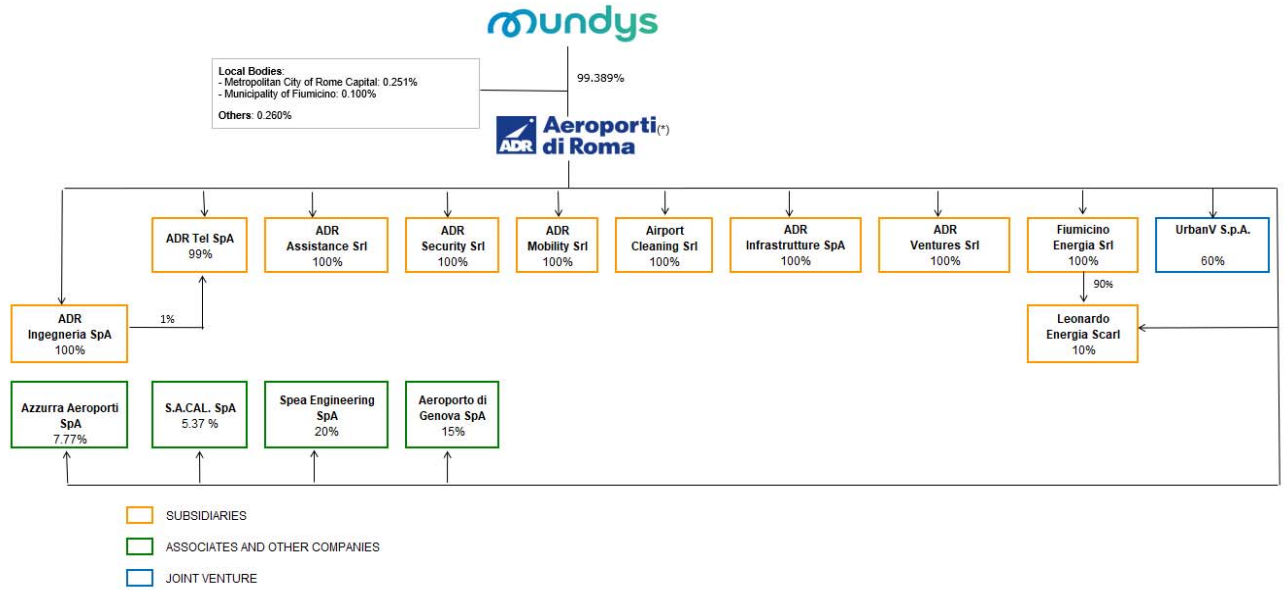 mundys
Local Bodies:
- Metropolitan City of Rome Capital: 0.251%
- Municipality of Fiumicino: 0.100%
Others: 0.260%
99.389%
ADR
Aeroporti(*)
di Roma
ADR Tel SpA
99%
ADR
Assistance Srl
100%
ADR
Security Srl
100%
ADR
Mobility Srl
100%
Airport
Cleaning Srl
100%
ADR
Infrastrutture SpA
100%
ADR
Ventures Srl
100%
Fiumicino
Energia Srl
100%
UrbanV S.p.A.
60%
90%
ADR
Ingegneria SpA
100%
1%
Leonardo
Energia Scarl
10%
Azzurra Aeroporti
SpA
7.77%
S.A.CAL. SpA
5.37 %
Spea Engineering
SpA
20%
Aeroporto di
Genova SpA
15%
SUBSIDIARIES
ASSOCIATES AND OTHER COMPANIES
JOINT VENTURE